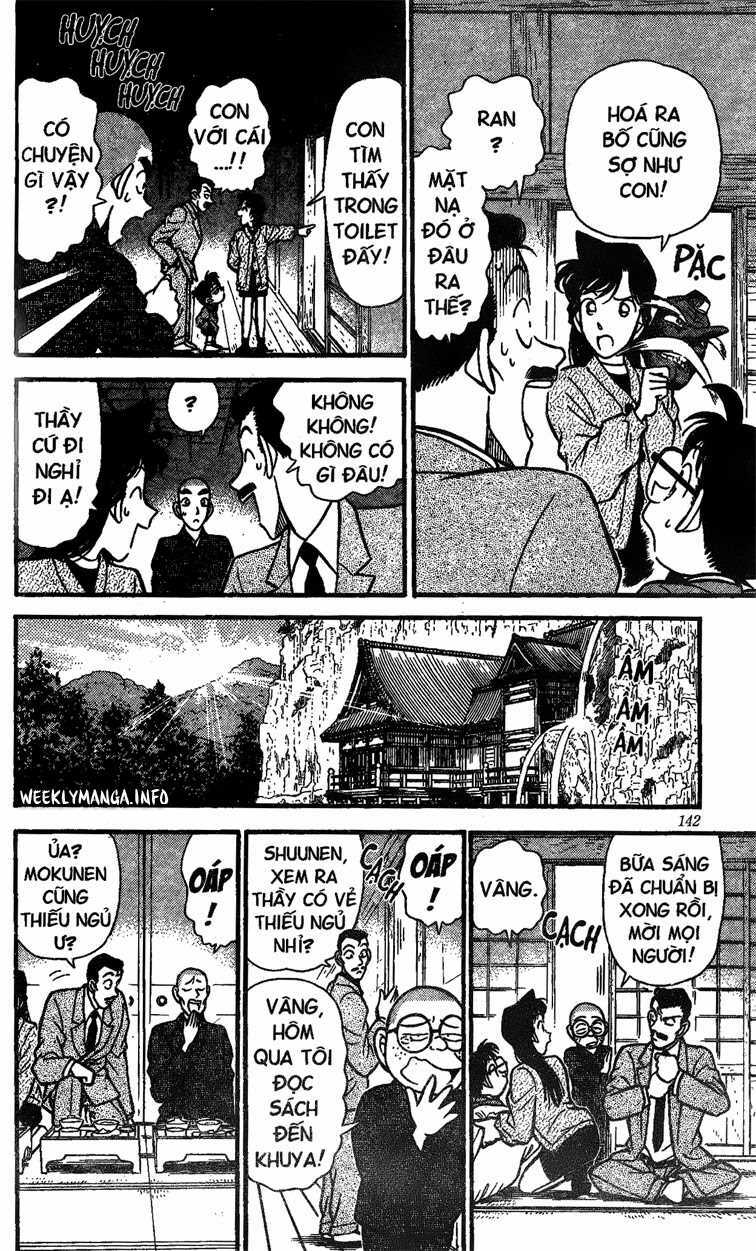 HOÁ RA
BỐ CŨNG
SỢ NHƯ
CON!
PẶC
RAN
?
MẶT
NẠ
ĐÓ Ở
ĐÂU RA
THẾ?
CON
TÌM
THẤY
TRONG
TOILET
ĐẤY!
CON
VỚI CÁI
...!!
HUỴCH
HUỴCH
HUỴCH
CÓ
CHUYỆN
GÌ VẬY
?!
KHÔNG
KHÔNG!
KHÔNG CÓ
GÌ ĐÂU!
?
THẦY
CỨ ĐI
NGHỈ
ĐI Ạ!
ẦM
ẦM
ẦM
WEEKLYMANGA.INFO
142
BỮA SÁNG
ĐÃ CHUẨN BỊ
XONG RỒI,
MỜI MỌI
NGƯỜI!
VÂNG.
CẠCH
OÁP
!
CẠCH
SHUUNEN,
XEM RA
THẦY CÓ VẺ
THIẾU NGỦ
NHỈ?
VÂNG,
HÔM
QUA TÔI
ĐỌC
SÁCH
ĐẾN
KHUYA!
OÁP
!
ỦA?
MOKUNEN
CŨNG
THIẾU NGỦ
Ư?